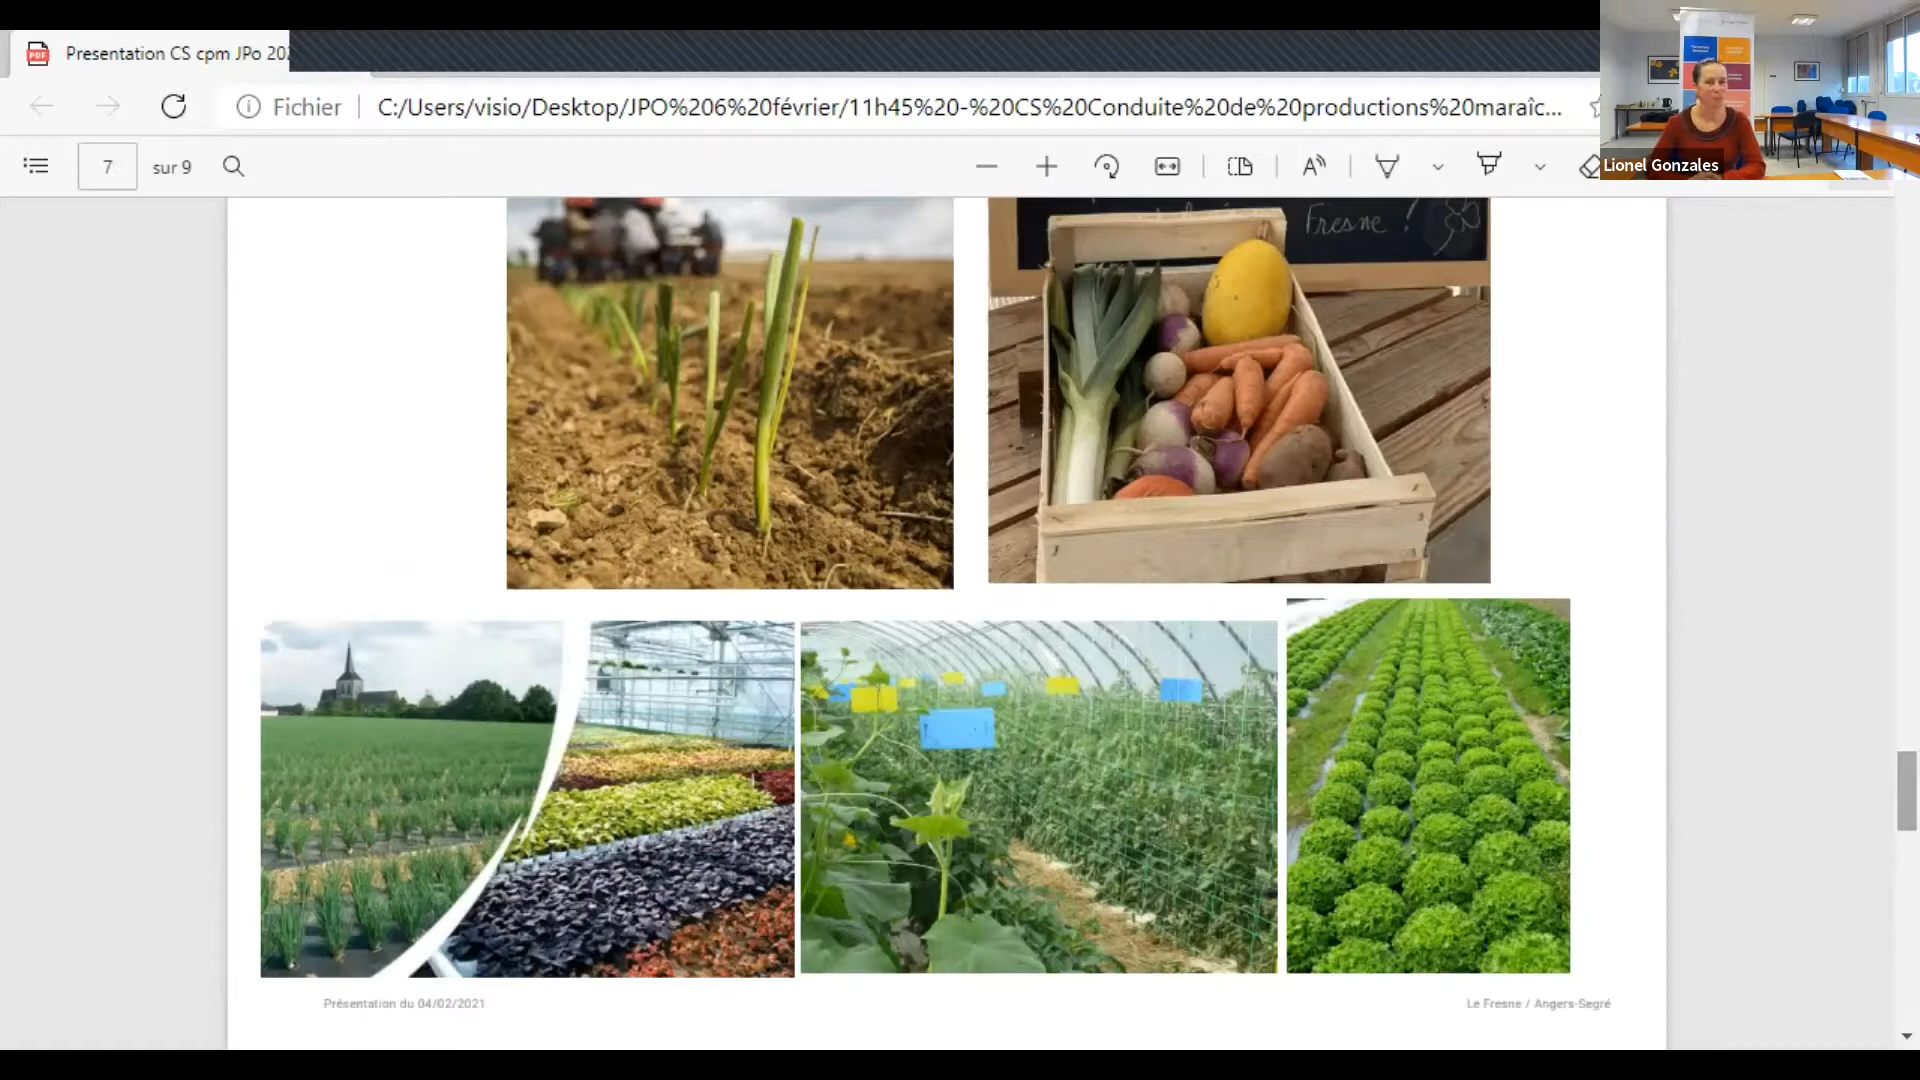 Presentation CS cpm JPo 202
Fichier
C:/Users/visio/Desktop/JPO%206%20février/11h45%20-%20CS%20Conduite%20de%20productions%20maraîc...
7 sur 9
Lionel Gonzales
Fresne !
Présentation du 04/02/2021
Le Fresne / Angers-Segré